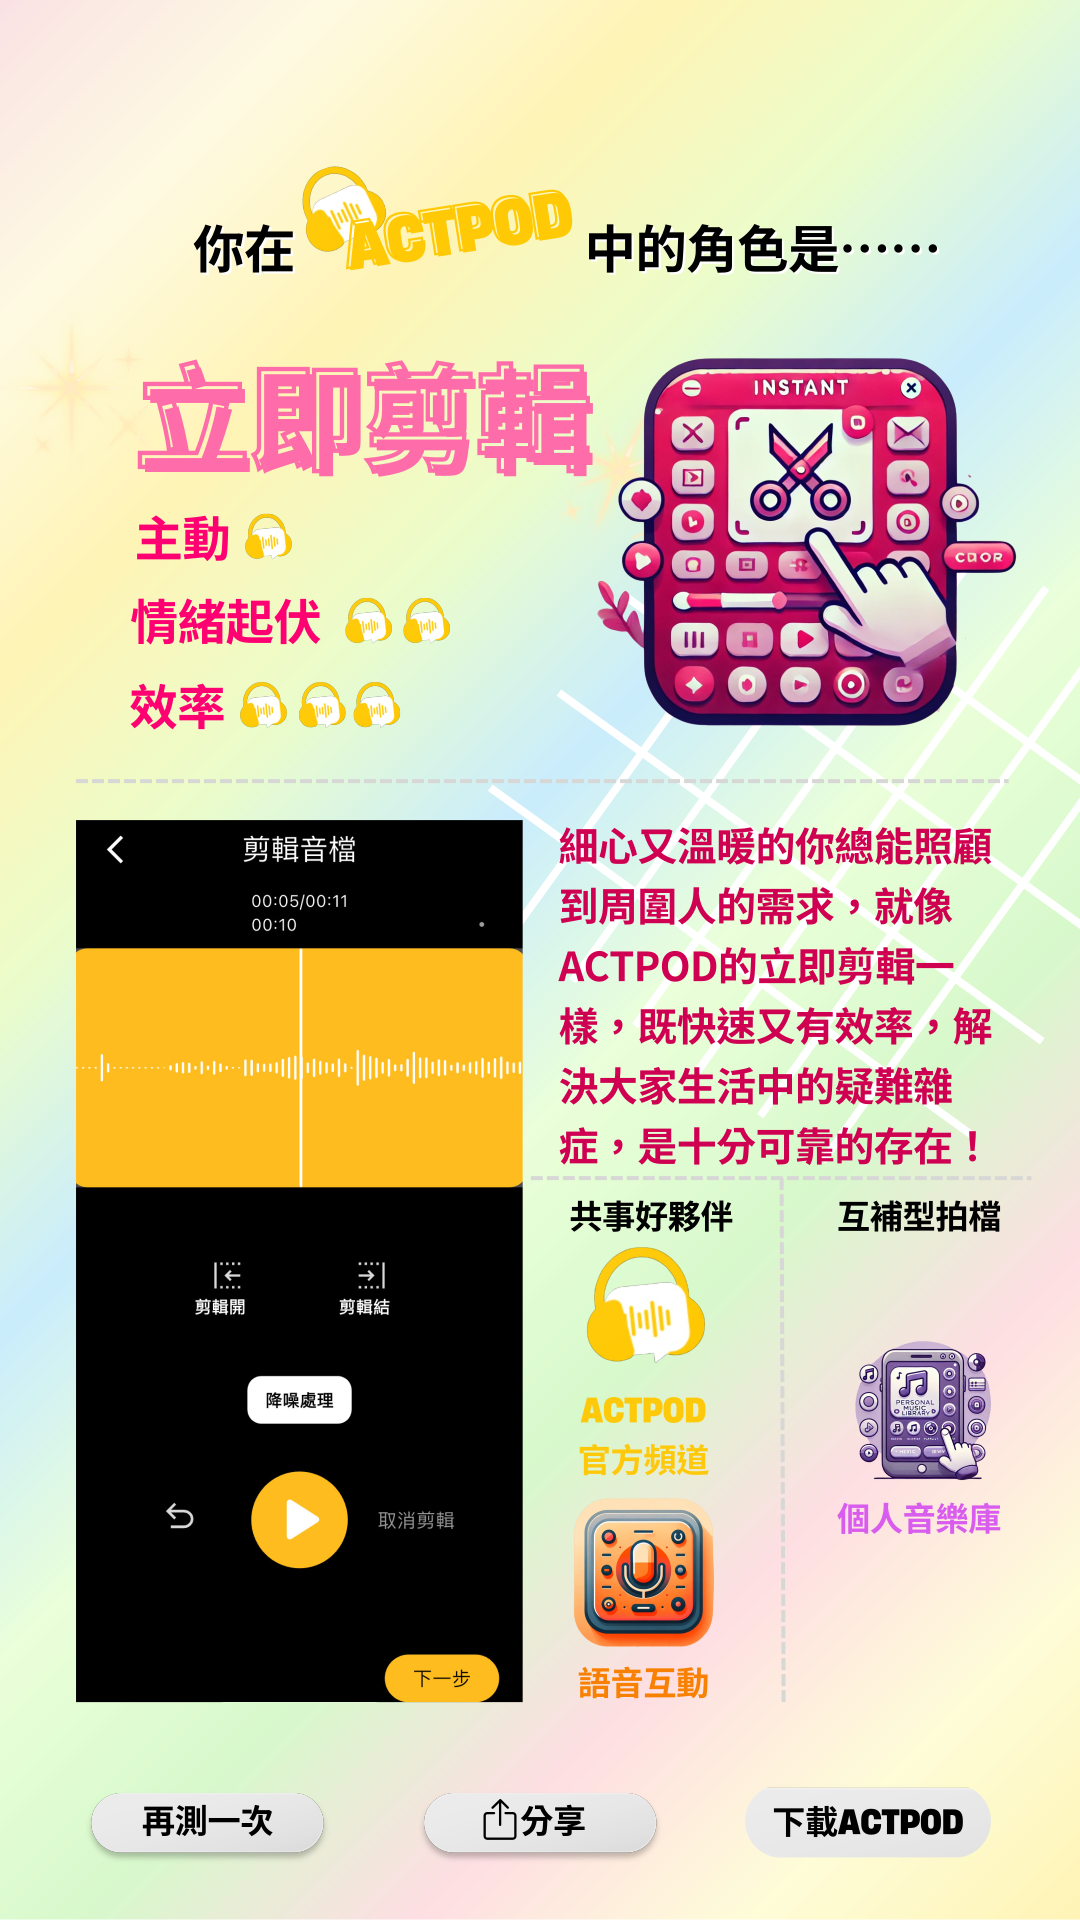 你在 ACTPOD 中的角色是……
立即剪輯
INSTANT
主動
情緒起伏
效率
剪輯音檔
00:05/00:11
00:10
剪輯開
剪輯結
降噪處理
取消剪輯
下一步
細心又溫暖的你總能照顧
到周圍人的需求，就像
ACTPOD的立即剪輯一
樣，既快速又有效率，解
決大家生活中的疑難雜
症，是十分可靠的存在！
共事好夥伴
ACTPOD
官方頻道
語音互動
互補型拍檔
PERSONAL
MUSIC
LIBRARY
個人音樂庫
再測一次
分享
下載ACTPOD